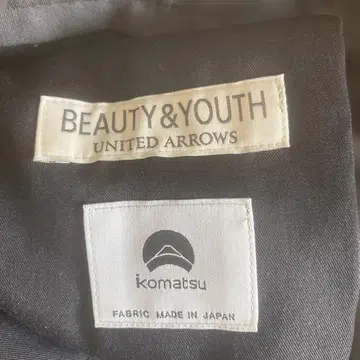 BEAUTY&YOUTH
UNITED ARROWS
komatsu
FABRIC MADE IN JAPAN